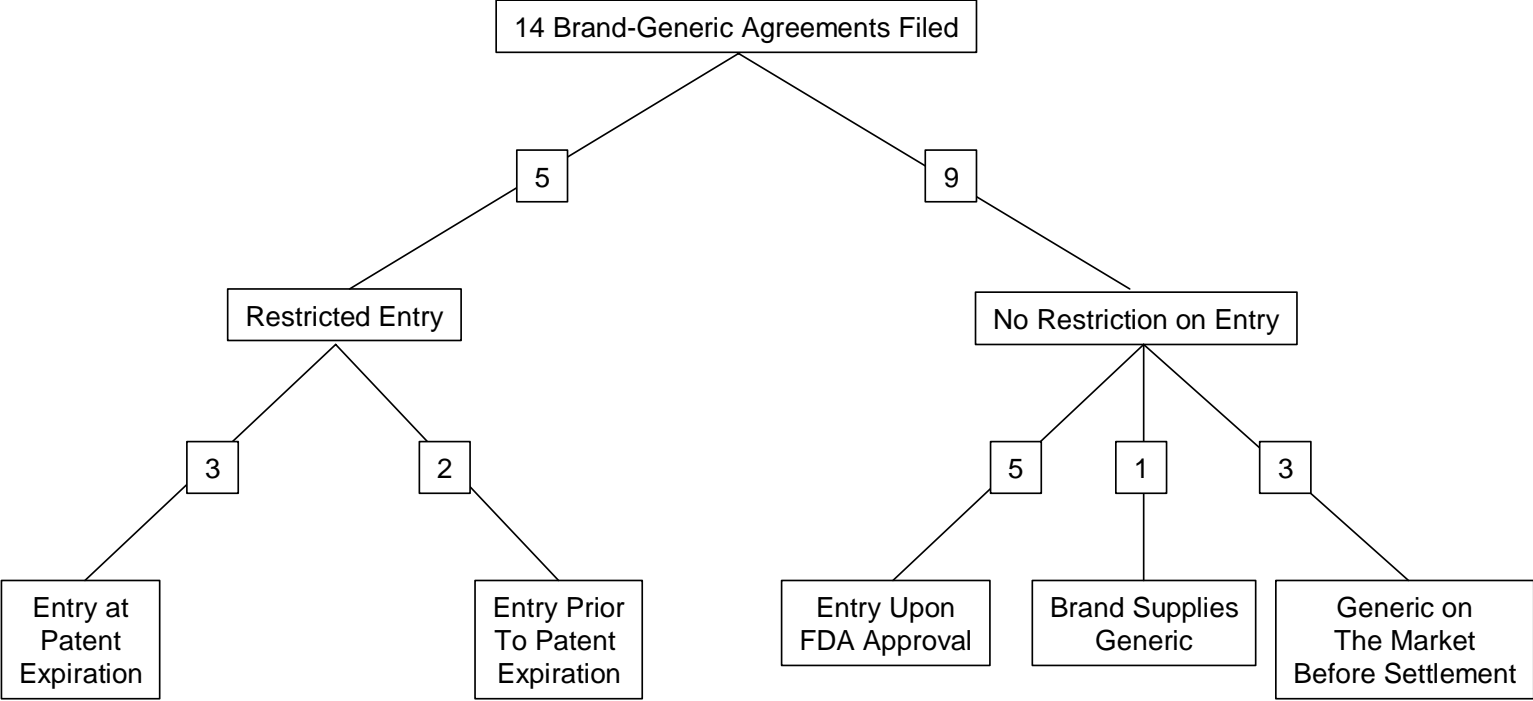 14 Brand-Generic Agreements Filed
5
9
Restricted Entry
No Restriction on Entry
3
2
5
1
3
Entry at
Patent
Expiration
Entry Prior
To Patent
Expiration
Entry Upon
FDA Approval
Brand Supplies
Generic
Generic on
The Market
Before Settlement